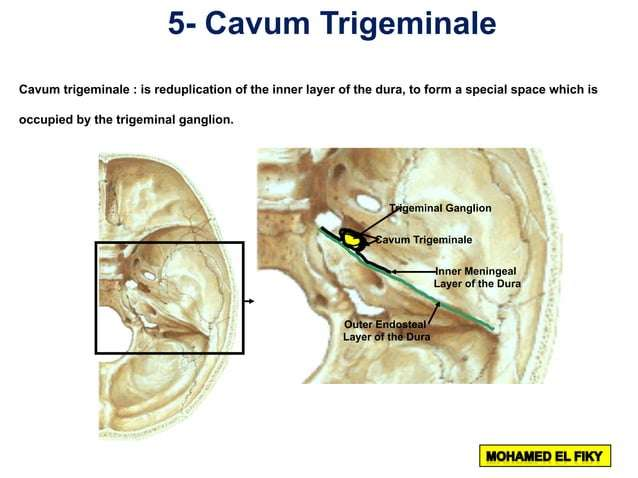 5- Cavum Trigeminale
Cavum trigeminale : is reduplication of the inner layer of the dura, to form a special space which is
occupied by the trigeminal ganglion.
Trigeminal Ganglion
Cavum Trigeminale
Inner Meningeal
Layer of the Dura
Outer Endosteal
Layer of the Dura
MOHAMED EL FIKY